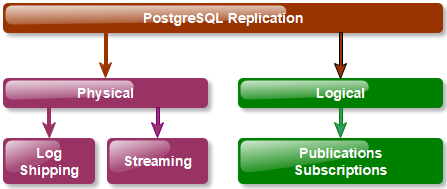 PostgreSQL Replication
Physical
Logical
Log
Shipping
Streaming
Publications
Subscriptions